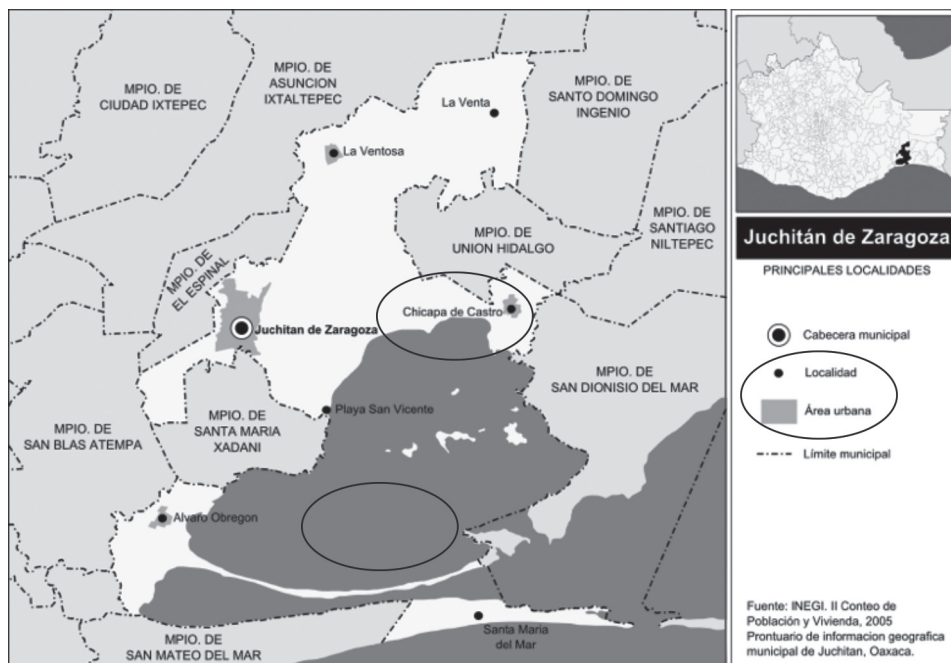 MPIO. DE
CIUDAD IXTEPEC
MPIO. DE
ASUNCION
IXTALTEPEC
La Venta
MPIO. DE
SANTO DOMINGO
INGENIO
La Ventosa
MPIO. DE
UNION HIDALGO
MPIO. DE
SANTIAGO
NILTEPEC
MPIO. DE
EL ESPINAL
Chicapa de Castro
Juchitan de Zaragoza
MPIO. DE
SAN DIONISIO DEL MAR
MPIO. DE
SAN BLAS ATEMPA
MPIO. DE
SANTA MARIA
XADANI
Playa San Vicente
Alvaro Obregon
MPIO. DE
SAN MATEO DEL MAR
Santa Maria
del Mar
Juchitán de Zaragoza
PRINCIPALES LOCALIDADES
Cabecera municipal
Localidad
Área urbana
Límite municipal
Fuente: INEGI. II Conteo de
Población y Vivienda, 2005
Prontuario de informacion geografica
municipal de Juchitan, Oaxaca.